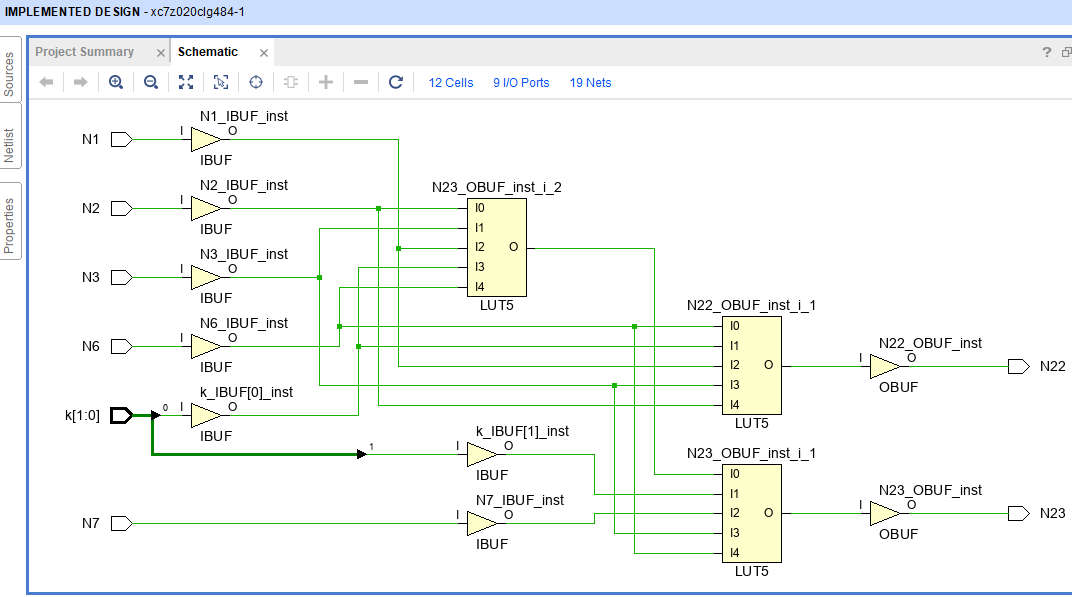 IMPLEMENTED DESIGN - xc7z020clg484-1
Sources
Netlist
Properties
Project Summary
Schematic
?
12 Cells 9 I/O Ports 19 Nets
N1 I N1_IBUF_inst O
IBUF
N2 I N2_IBUF_inst O
IBUF
N3 I N3_IBUF_inst O
IBUF
N6 I N6_IBUF_inst O
IBUF
k[1:0] 0 I k_IBUF[0]_inst O
IBUF
1 I k_IBUF[1]_inst O
IBUF
N7 I N7_IBUF_inst O
IBUF
N23_OBUF_inst_i_2
I0
I1
I2 O
I3
I4
LUT5
N22_OBUF_inst_i_1
I0
I1
I2 O
I3
I4
LUT5
N23_OBUF_inst_i_1
I0
I1
I2 O
I3
I4
LUT5
N22_OBUF_inst
I O N22
OBUF
N23_OBUF_inst
I O N23
OBUF